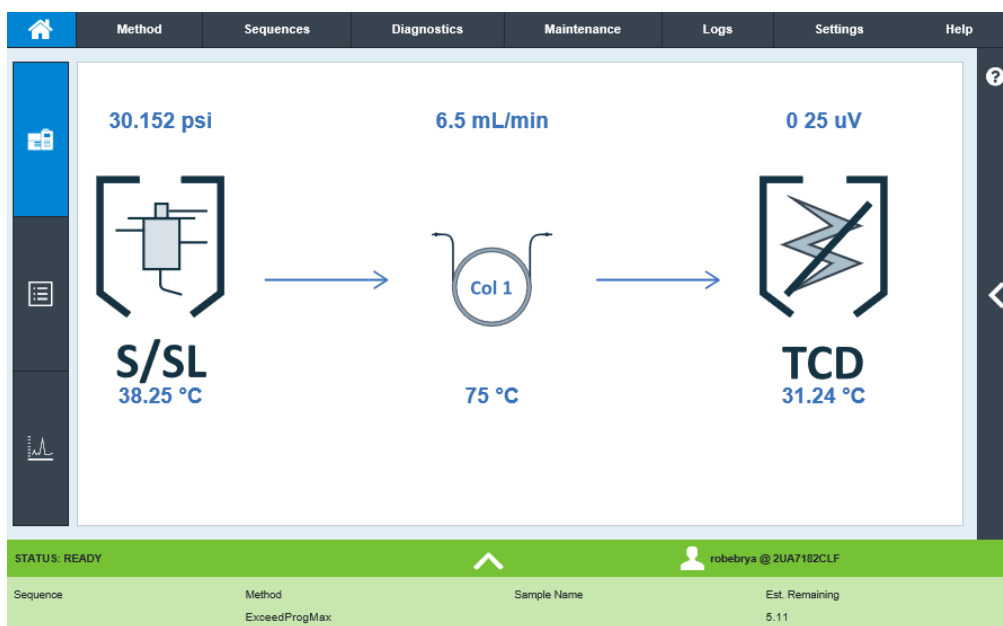 Method Sequences Diagnostics Maintenance Logs Settings Help
30.152 psi 6.5 mL/min 0 25 uV
Col 1
S/SL TCD
38.25 °C 75 °C 31.24 °C
STATUS: READY robebrya @ 2UA7182CLF
Sequence Method Sample Name Est. Remaining
ExceedProgMax 5.11